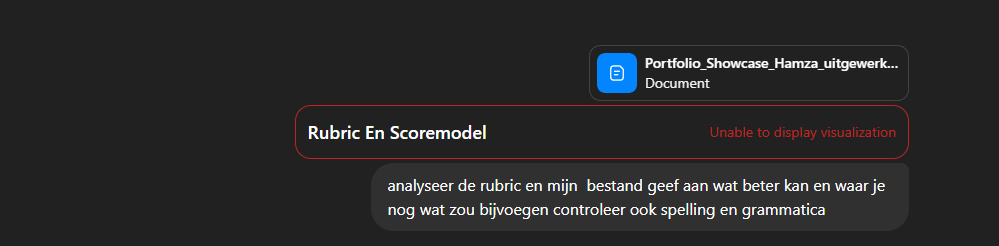 Portfolio_Showcase_Hamza_uitgewerk...
Document
Rubric En Scoremodel
Unable to display visualization
analyseer de rubric en mijn  bestand geef aan wat beter kan en waar je
nog wat zou bijvoegen controleer ook spelling en grammatica